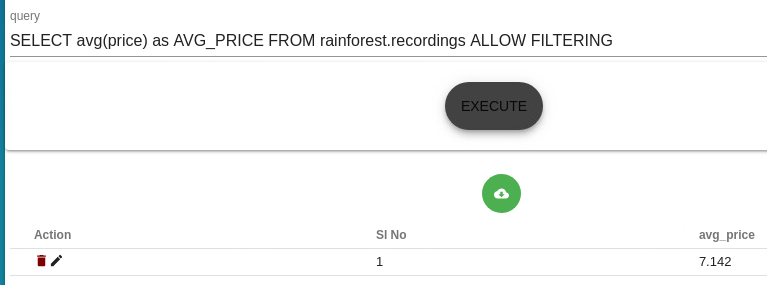 query
SELECT avg(price) as AVG_PRICE FROM rainforest.recordings ALLOW FILTERING
EXECUTE
Action Sl No avg_price
1 7.142